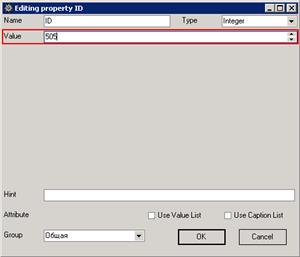 Editing property ID
Name ID Type Integer
Value 505
Hint
Attribute Use Value List Use Caption List
Group Общая OK Cancel